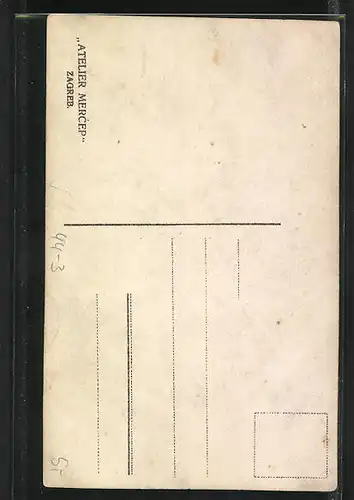 „ATELIER MERĆEP"
ZAGREB.
44-3
5,-